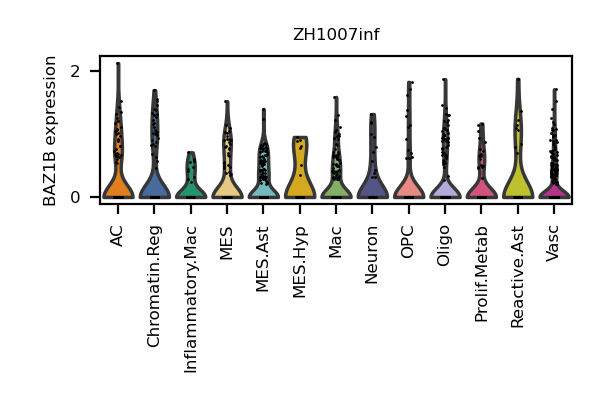 ZH1007inf
BAZ1B expression
2
0
AC
Chromatin.Reg
Inflammatory.Mac
MES
MES.Ast
MES.Hyp
Mac
Neuron
OPC
Oligo
Prolif.Metab
Reactive.Ast
Vasc